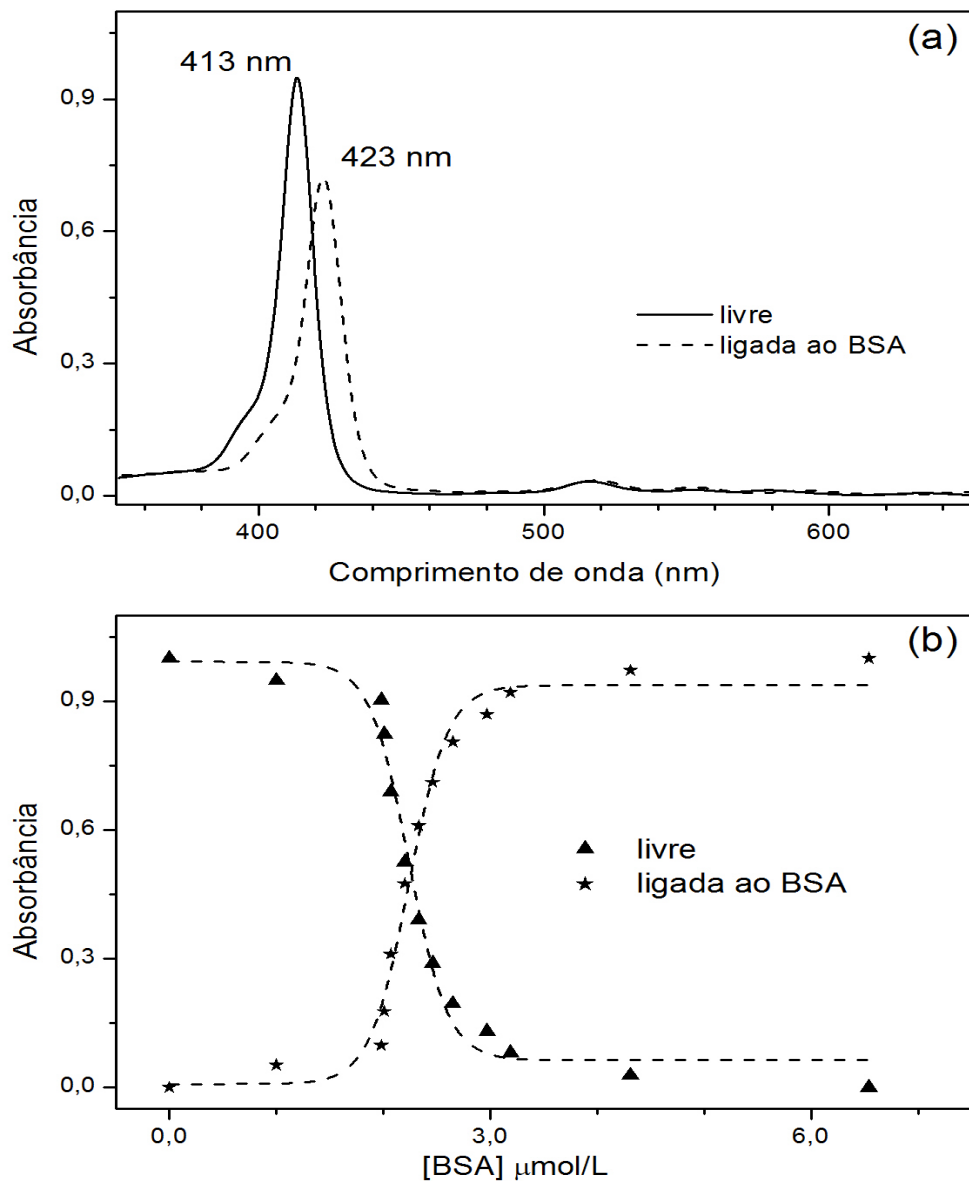 (a)
413 nm
0,9
423 nm
0,6
Absorbância
livre
ligada ao BSA
0,3
0,0
400
500
600
Comprimento de onda (nm)
(b)
0,9
0,6
Absorbância
livre
ligada ao BSA
0,3
0,0
0,0
3,0
6,0
[BSA] μmol/L